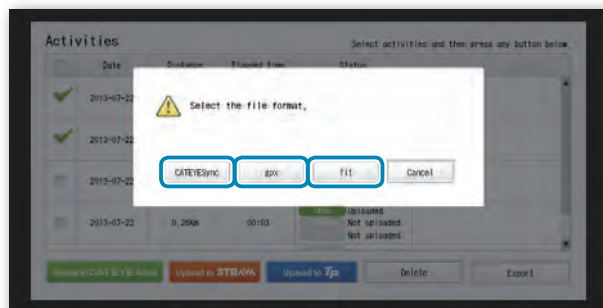 Activities
Select activities and then press any button below.
Date Distance Elapsed time Status
2013-07-22
Select the file format.
2013-07-22
CATEYESync gpx fit Cancel
2013-07-22
Uploaded
2013-07-22 0.26km 00:03 Not uploaded
Not uploaded
Upload to CATEYE Atlas Upload to STRAVA Upload to Tp Delete Export